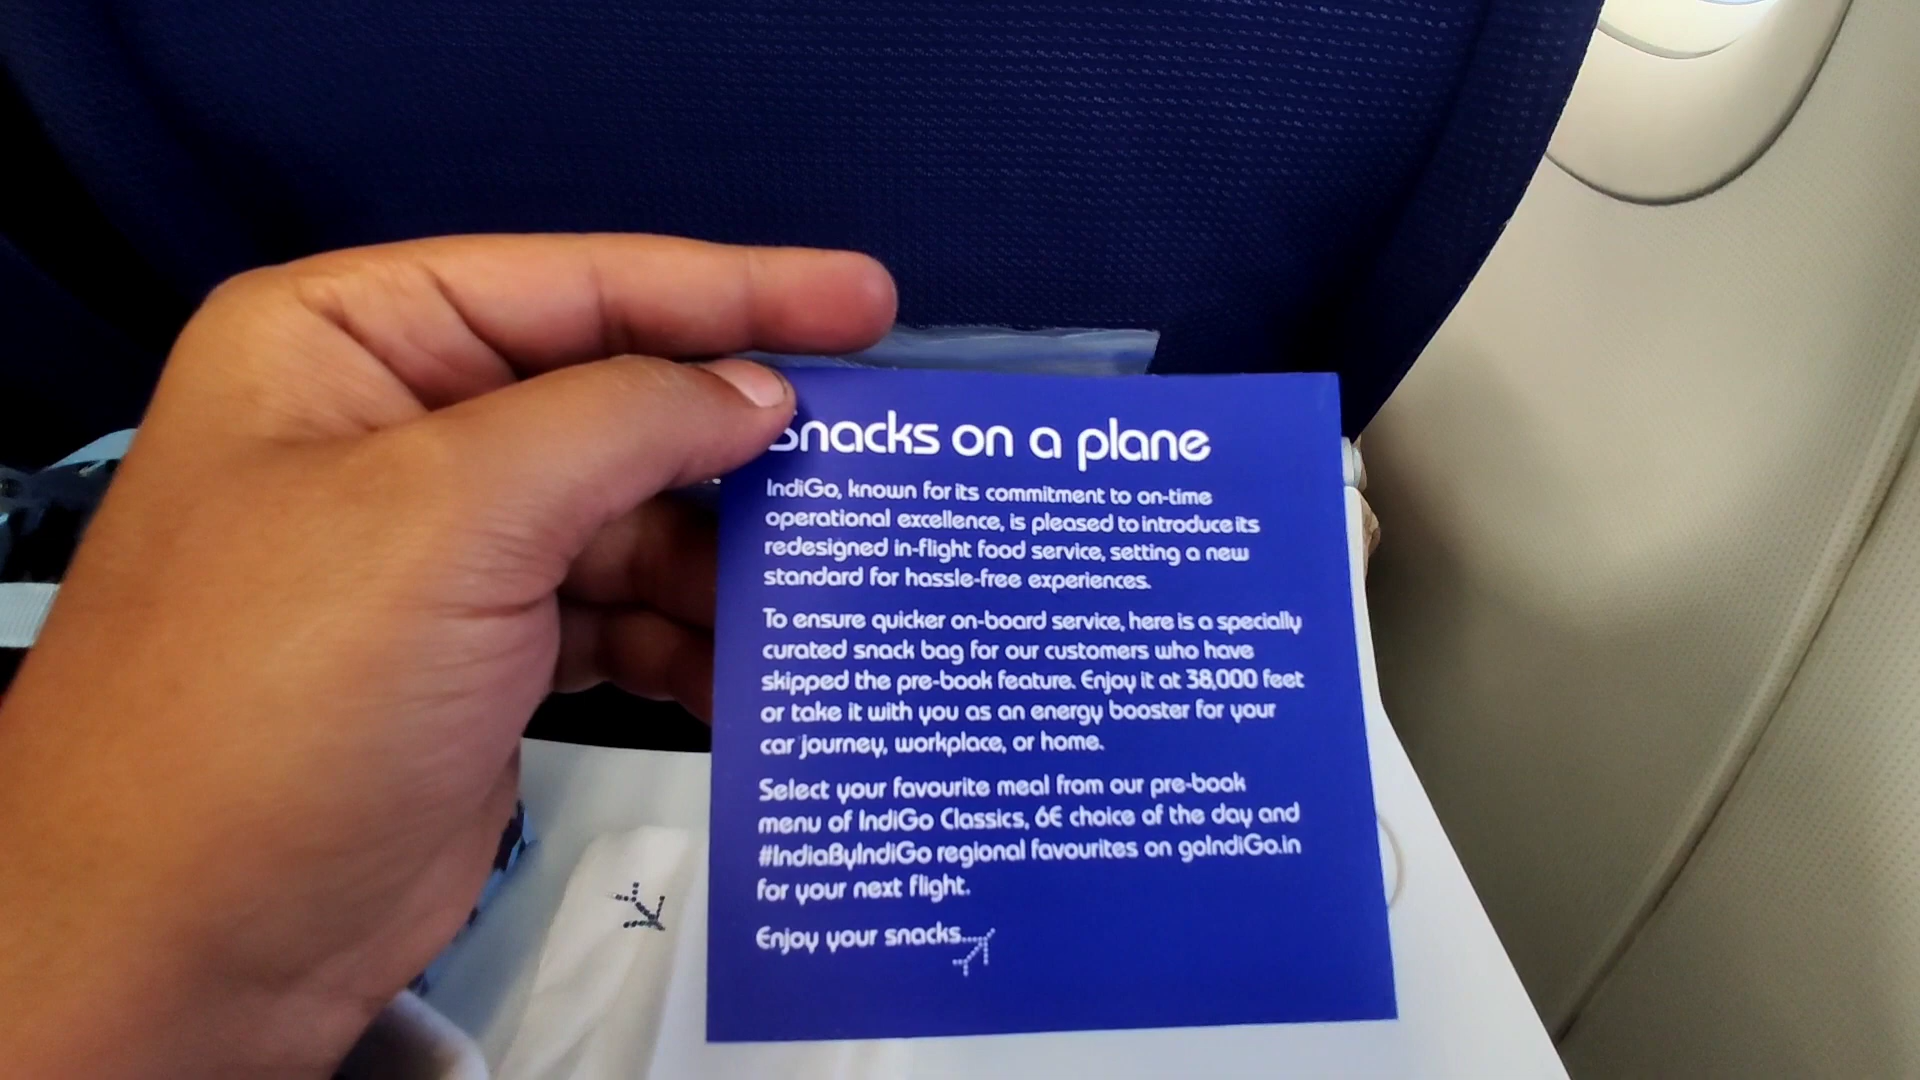 Snacks on a plane
IndiGo, known for its commitment to on-time
operational excellence, is pleased to introduce its
redesigned in-flight food service, setting a new
standard for hassle-free experiences.
To ensure quicker on-board service, here is a specially
curated snack bag for our customers who have
skipped the pre-book feature. Enjoy it at 38,000 feet
or take it with you as an energy booster for your
car journey, workplace, or home.
Select your favourite meal from our pre-book
menu of IndiGo Classics, 6E choice of the day and
#IndiaByIndiGo regional favourites on goIndiGo.in
for your next flight.
Enjoy your snacks....